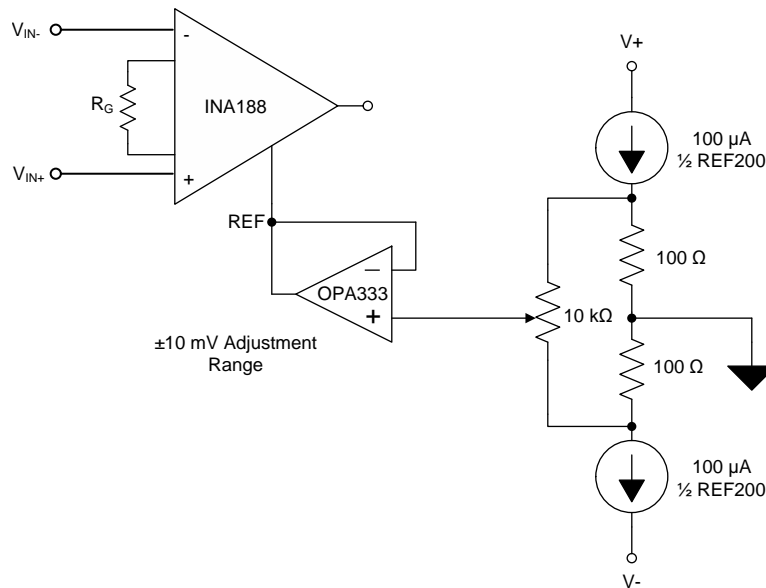 V+
VIN-
-
RG
INA188
VIN+
+
100 µA
½ REF200
REF
100 Ω
OPA333
–
+
10 kΩ
±10 mV Adjustment
Range
100 Ω
100 µA
½ REF200
V-